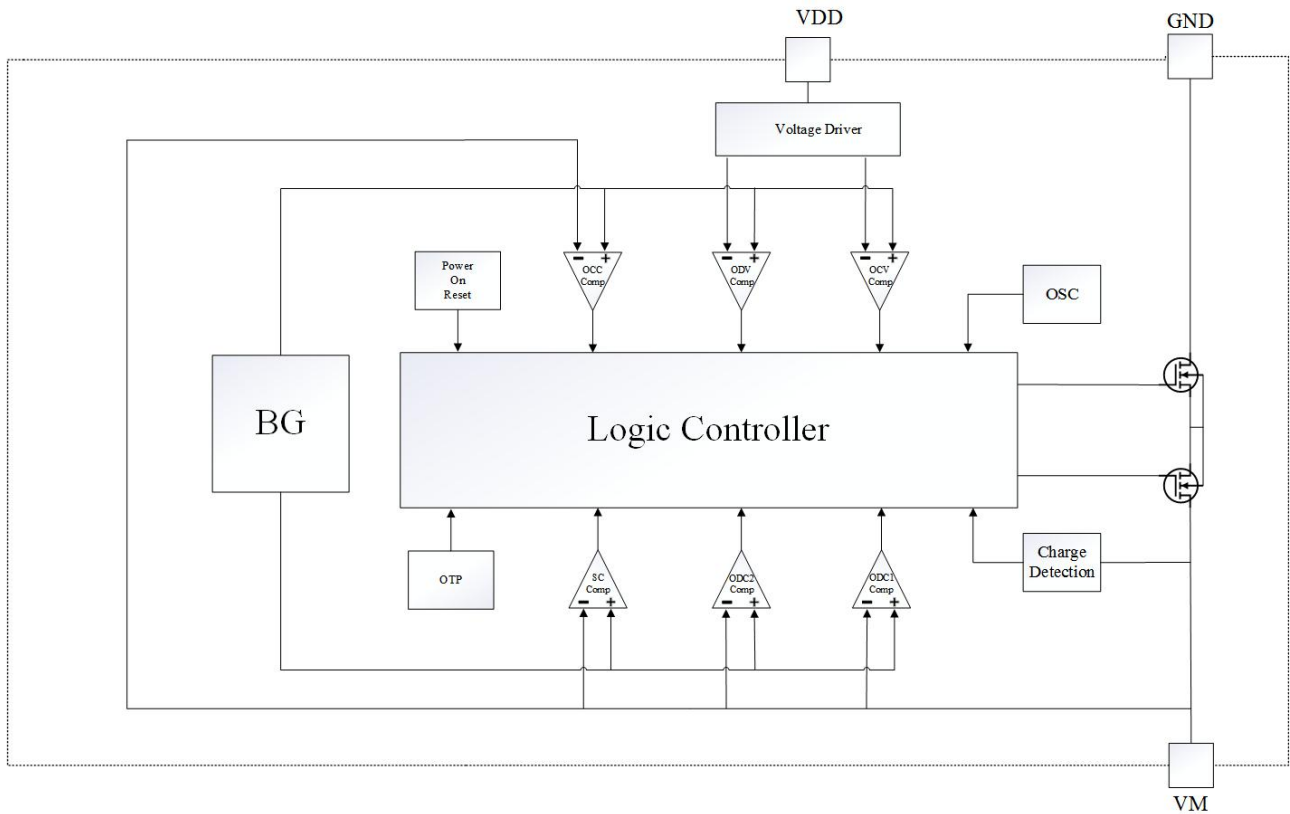 VDD
GND
Voltage Driver
Power
On
Reset
- +
OCC
Comp
- +
ODV
Comp
- +
OCV
Comp
OSC
BG
Logic Controller
OTP
SC
Comp
- +
ODC2
Comp
- +
ODC1
Comp
- +
Charge
Detection
VM